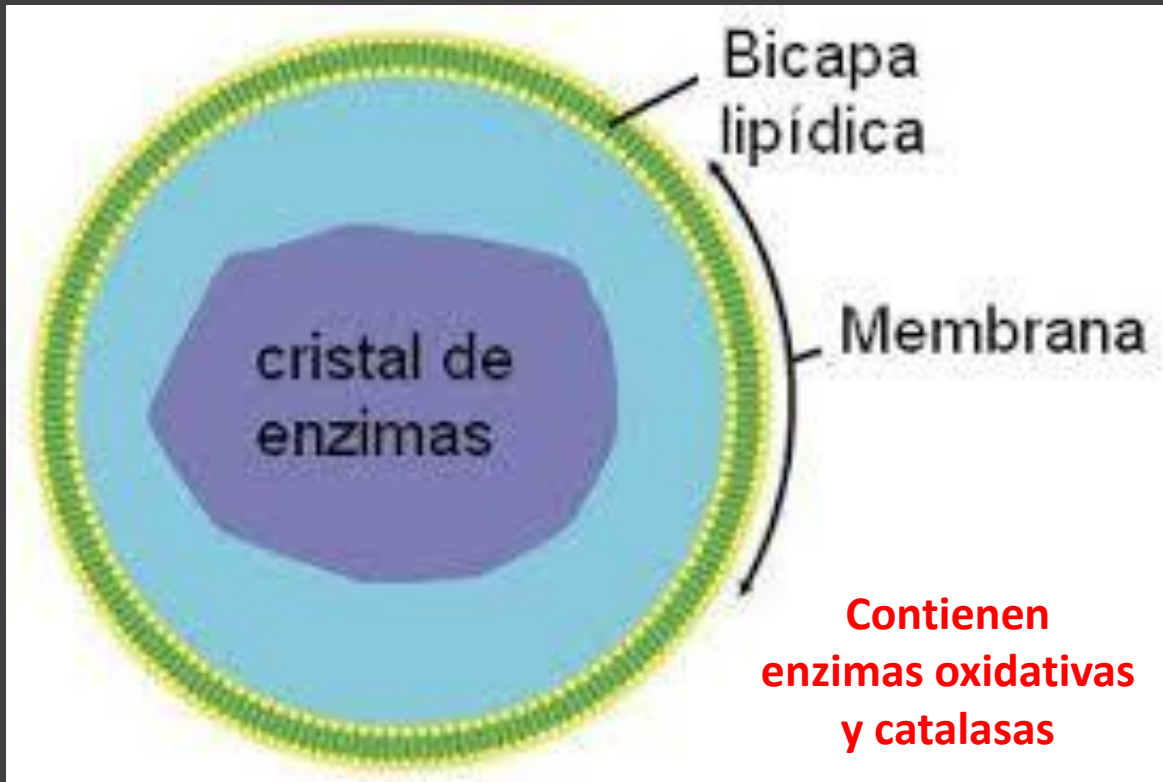 Bicapa
lipídica
cristal de
enzimas
Membrana
Contienen
enzimas oxidativas
y catalasas